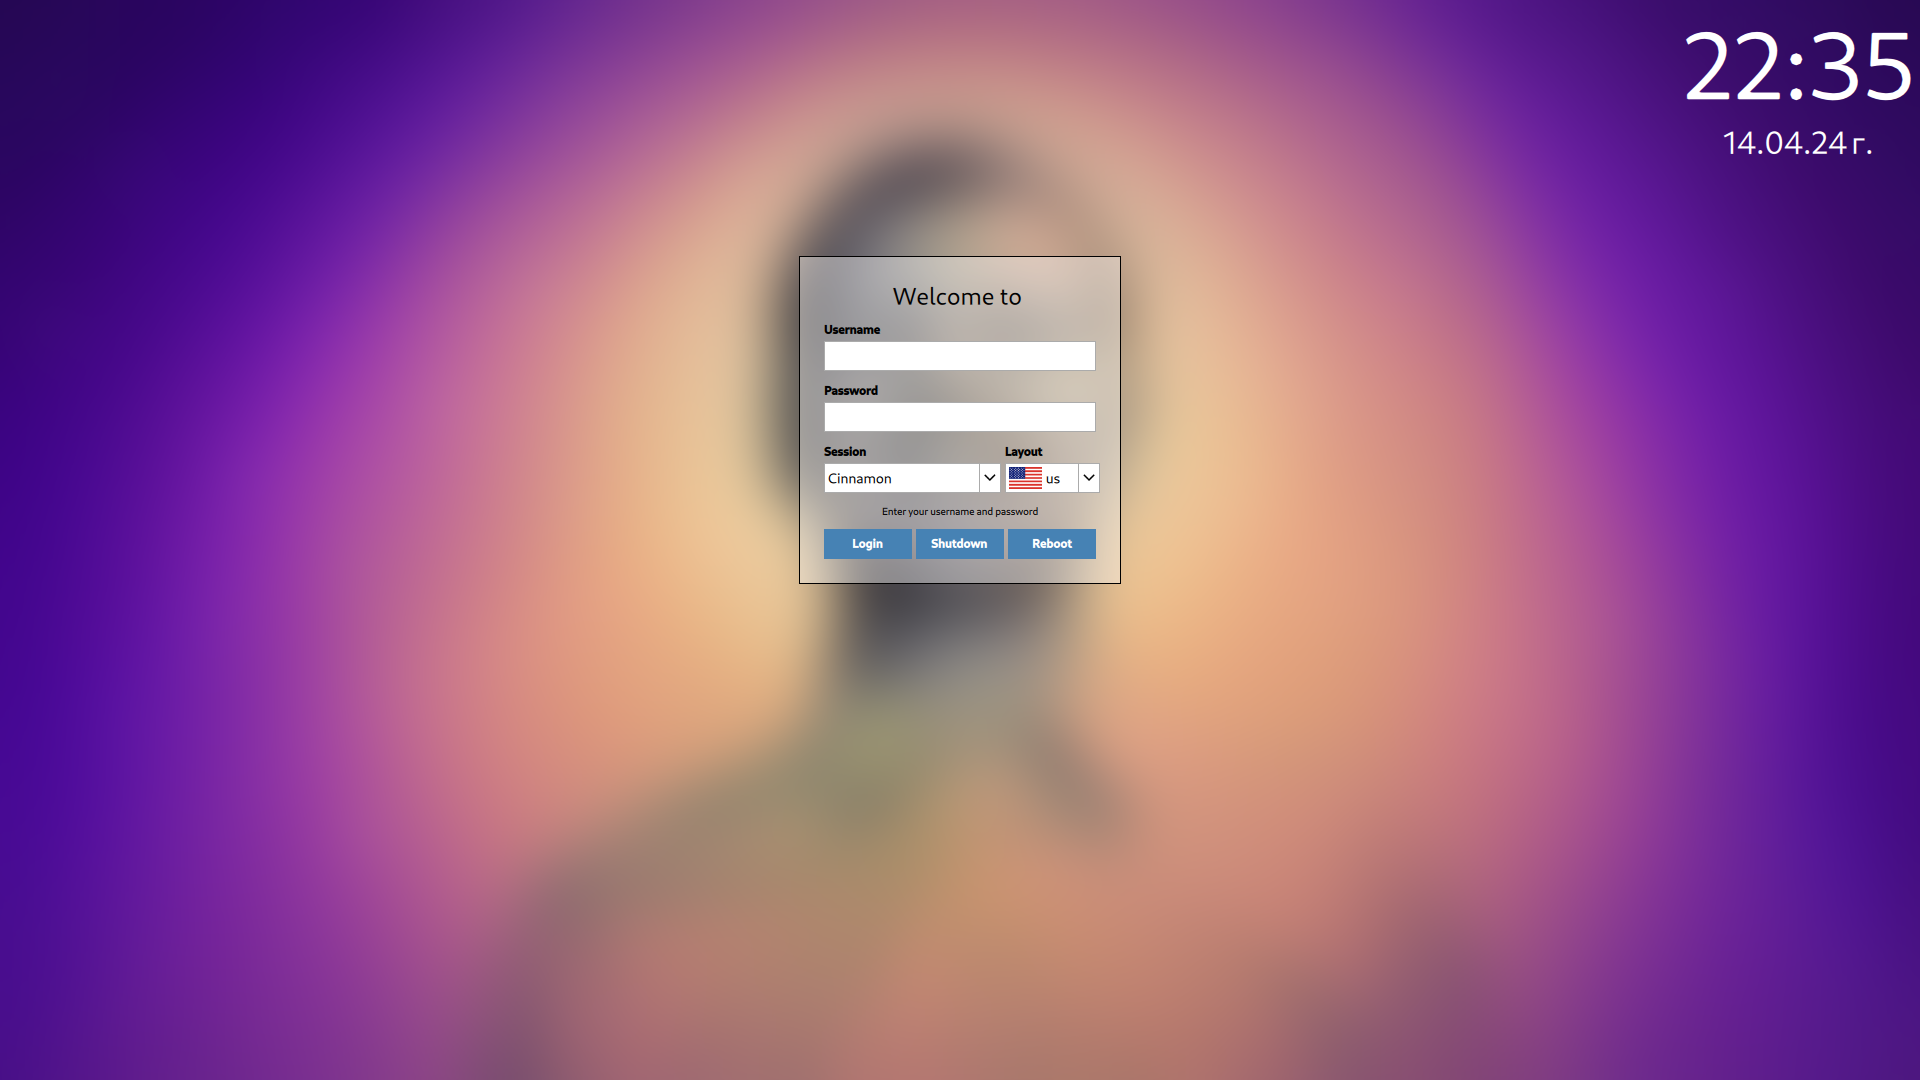 22:35
14.04.24 г.
Welcome to
Username
Password
Session Layout
Cinnamon us
Enter your username and password
Login Shutdown Reboot